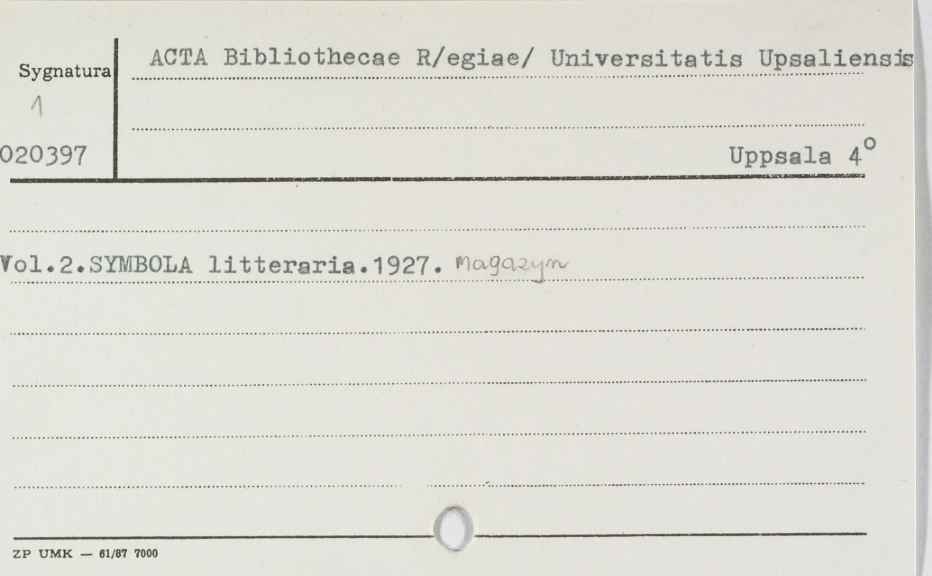 ACTA Bibliothecae R/egiae/ Universitatis Upsaliensis
Sygnatura
1
020397
Uppsala 4°
Vol.2.SYMBOLA litteraria.1927. Magazyn
ZP UMK — 61/87 7000